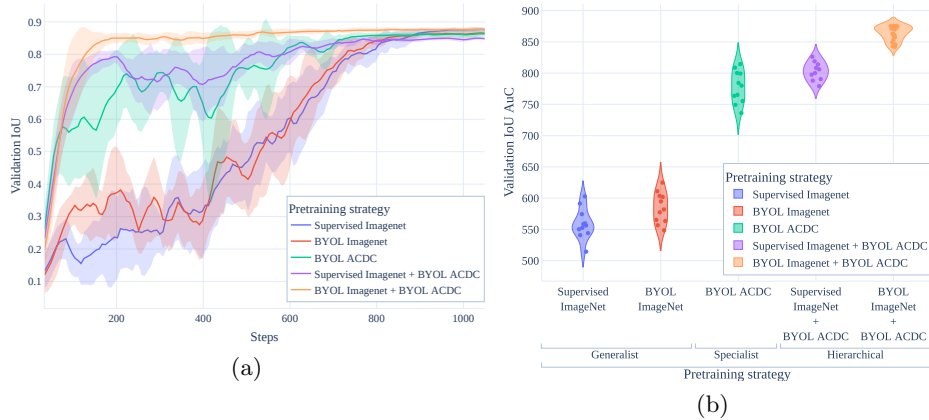 0.9
0.8
0.7
0.6
0.5
0.4
0.3
0.2
0.1
Validation IoU
200
400
600
800
1000
Steps
Pretraining strategy
Supervised Imagenet
BYOL Imagenet
BYOL ACDC
Supervised Imagenet + BYOL ACDC
BYOL Imagenet + BYOL ACDC
(a)
900
850
800
750
700
650
600
550
500
Validation IoU AuC
Pretraining strategy
Supervised Imagenet
BYOL Imagenet
BYOL ACDC
Supervised Imagenet + BYOL ACDC
BYOL Imagenet + BYOL ACDC
Supervised
ImageNet
BYOL
ImageNet
BYOL ACDC
Supervised
ImageNet
+
BYOL ACDC
BYOL
ImageNet
+
BYOL ACDC
Generalist
Specialist
Hierarchical
Pretraining strategy
(b)